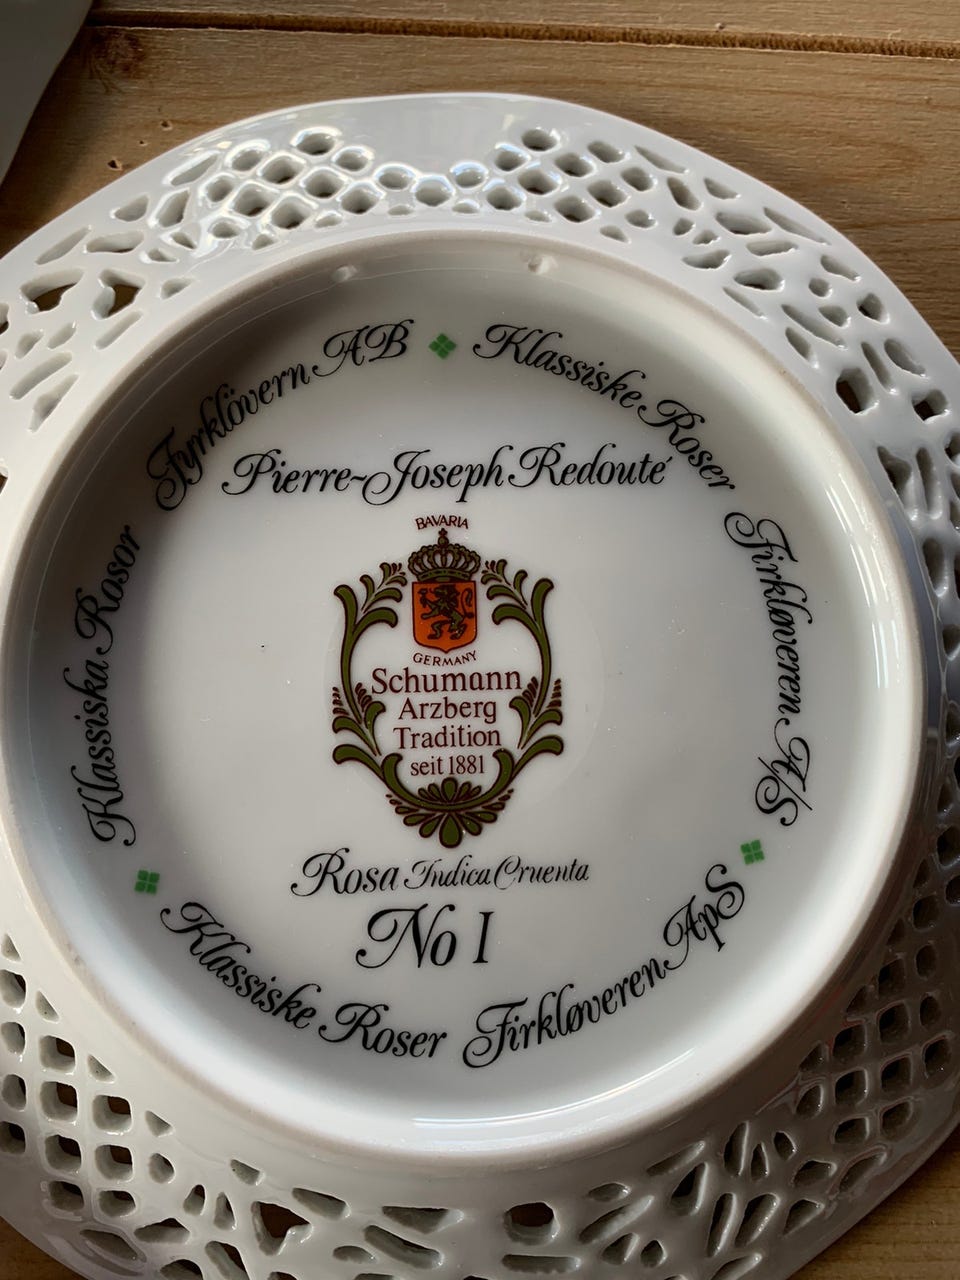 Fyrklövern AB
Klassiske Roser
Firkløveren A/S
Firkløveren ApS
Klassiske Roser
Klassiska Rosor
Pierre-Joseph Redouté
BAVARIA
GERMANY
Schumann
Arzberg
Tradition
seit 1881
Rosa Indica Cruenta
No I